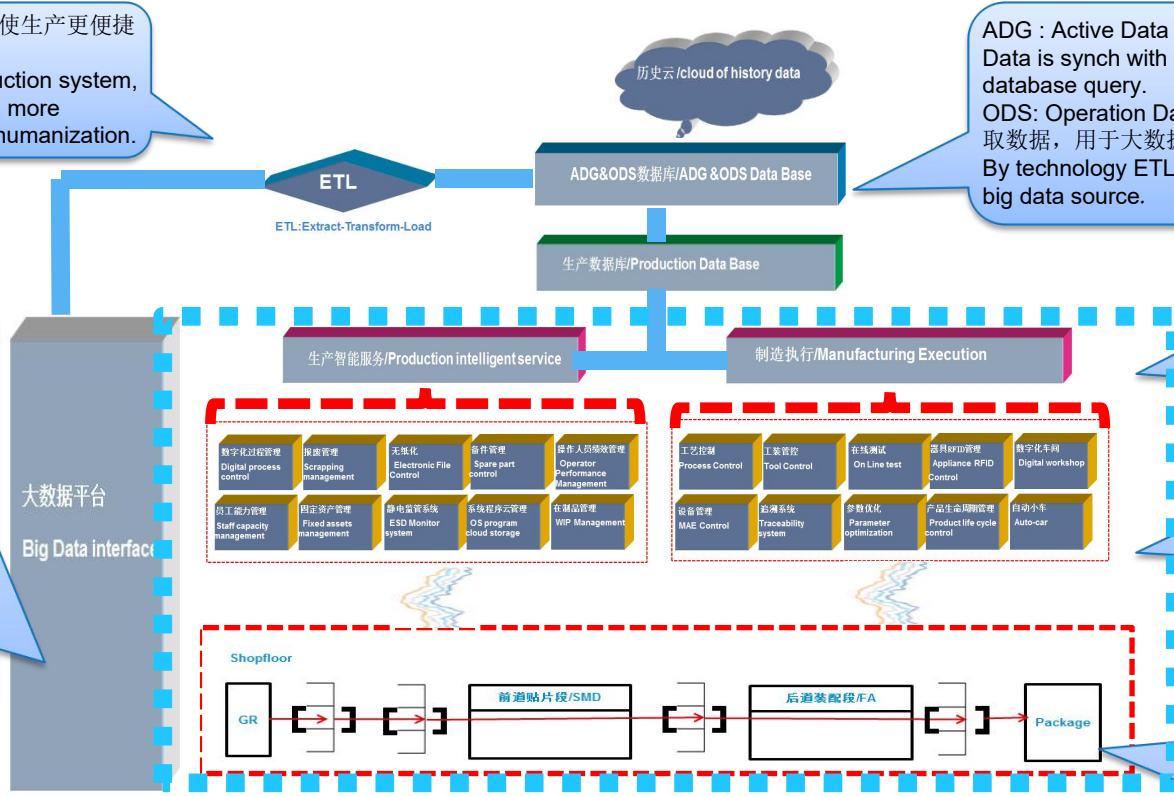 使生产更便捷
uction system,
more
humanization.
历史云/cloud of history data
ADG : Active Data
Data is synch with
database query.
ODS: Operation Da
取数据，用于大数据
By technology ETL
big data source.
ETL
ETL:Extract-Transform-Load
ADG&ODS数据库/ADG &ODS Data Base
生产数据库/Production Data Base
生产智能服务/Production intelligent service
制造执行/Manufacturing Execution
大数据平台
Big Data interface
数字化过程管理
Digital process
control
报废管理
Scrapping
management
无纸化
Electronic File
Control
备件管理
Spare part
control
操作人员绩效管理
Operator
Performance
Management
员工能力管理
Staff capacity
management
固定资产管理
Fixed assets
management
静电监管系统
ESD Monitor
system
系统程序云管理
OS program
cloud storage
在制品管理
WIP Management
工艺控制
Process Control
工装管控
Tool Control
在线测试
On Line test
器具RFID管理
Appliance RFID
Control
数字化车间
Digital workshop
设备管理
MAE Control
追溯系统
Traceability
system
参数优化
Parameter
optimization
产品生命周期管理
Product life cycle
control
自动小车
Auto-car
Shopfloor
GR
前道贴片段/SMD
后道装配段/FA
Package